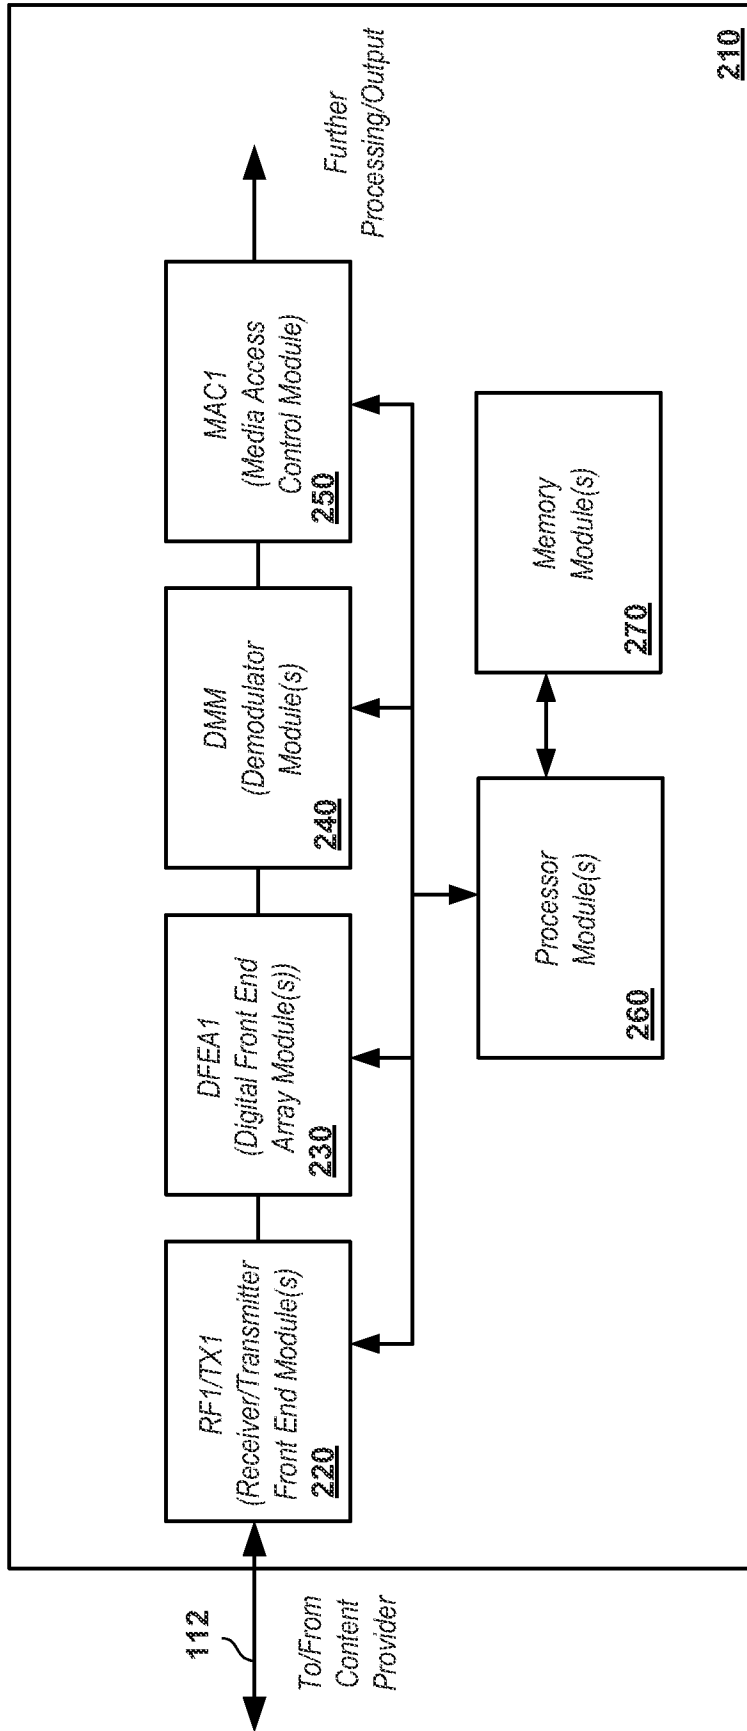 112
To/From
Content
Provider
RF1/TX1
(Receiver/Transmitter
Front End Module(s)
220
DFEA1
(Digital Front End
Array Module(s))
230
DMM
(Demodulator
Module(s)
240
MAC1
(Media Access
Control Module)
250
Further
Processing/Output
Processor
Module(s)
260
Memory
Module(s)
270
210